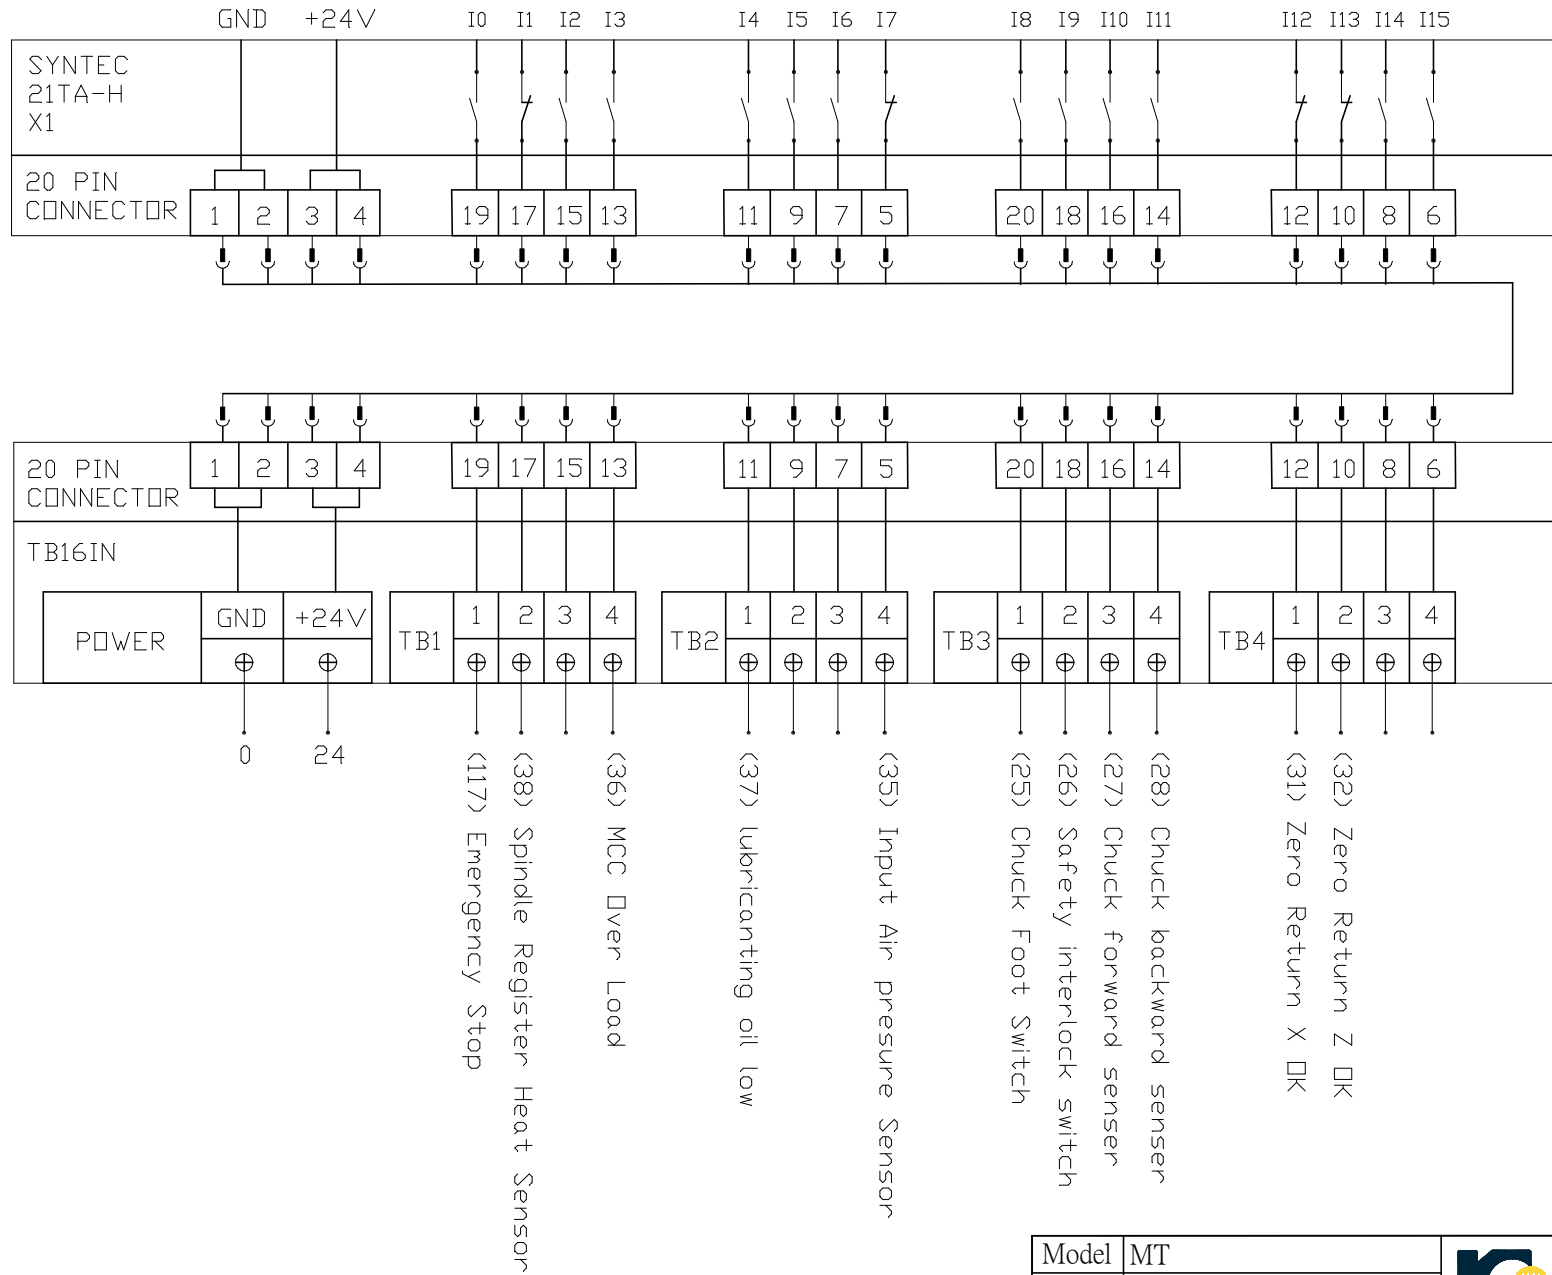 GND +24V I0 I1 I2 I3 I4 I5 I6 I7 I8 I9 I10 I11 I12 I13 I14 I15
SYNTEC
21TA-H
X1
20 PIN
CONNECTOR
1 2 3 4 19 17 15 13 11 9 7 5 20 18 16 14 12 10 8 6
20 PIN
CONNECTOR
1 2 3 4 19 17 15 13 11 9 7 5 20 18 16 14 12 10 8 6
TB16IN
POWER GND +24V TB1 1 2 3 4 TB2 1 2 3 4 TB3 1 2 3 4 TB4 1 2 3 4
0 24
(117) Emergency Stop
(38) Spindle Register Heat Sensor
(36) MCC Over Load
(37) lubricanting oil low
(35) Input Air presure Sensor
(25) Chuck Foot Switch
(26) Safety interlock switch
(27) Chuck forward senser
(28) Chuck backward senser
(31) Zero Return X OK
(32) Zero Return Z OK
Model MT